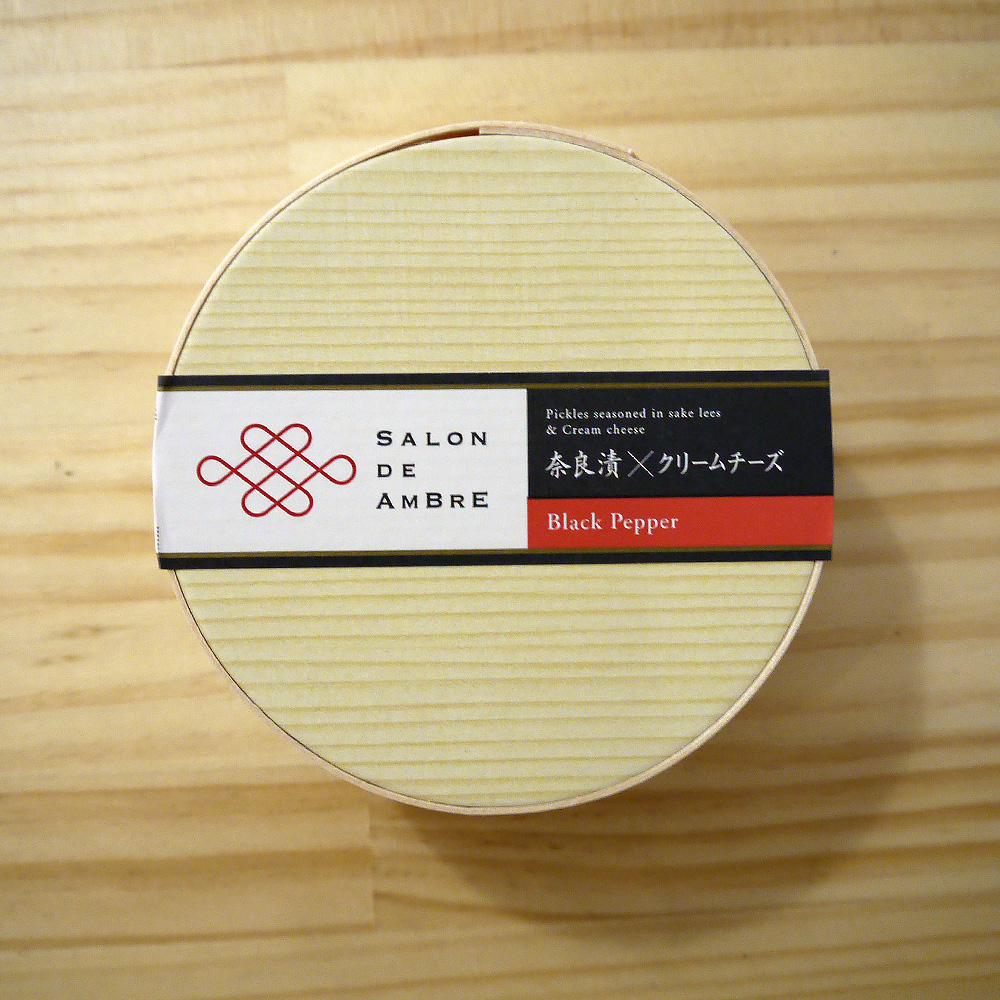 SALON
DE
AMBRE
Pickles seasoned in sake lees
& Cream cheese
奈良漬×クリームチーズ
Black Pepper